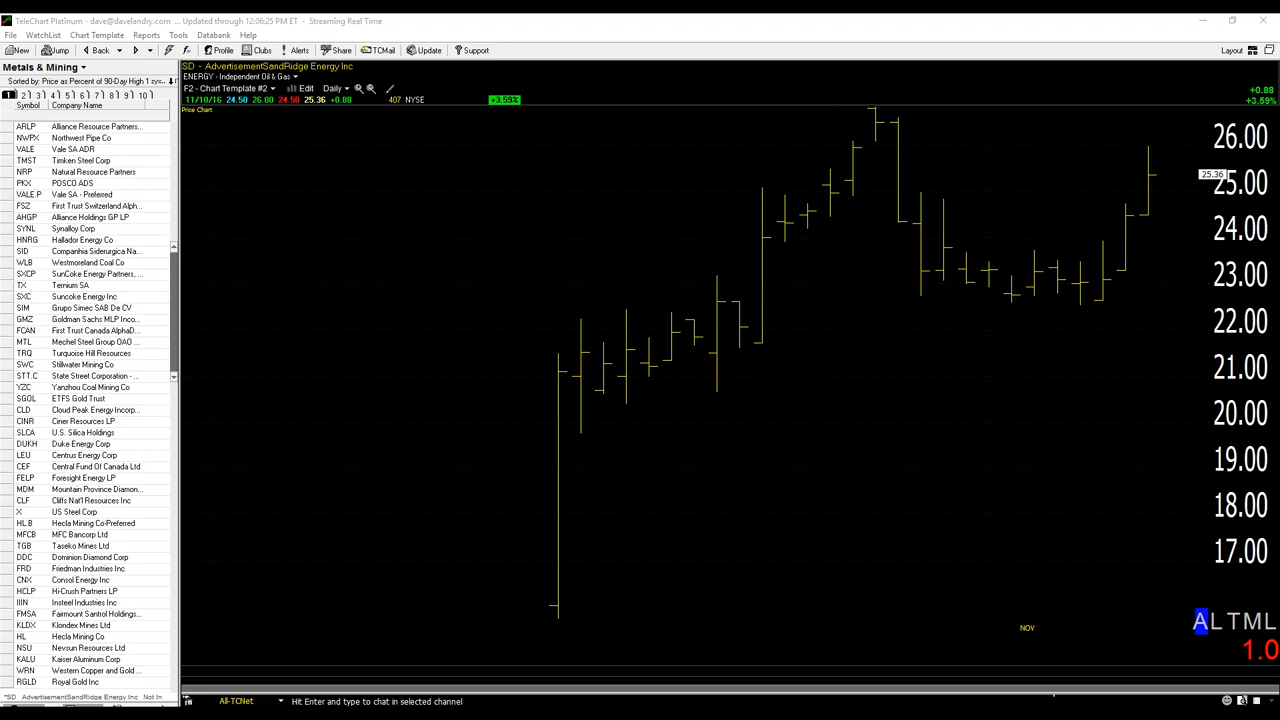 TeleChart Platinum - dave@davelandry.com ... Updated through 12:06:25 PM ET - Streaming Real Time
File WatchList Chart Template Reports Tools Databank Help
New Jump Back Profile Clubs Alerts Share TCMail Update Support Layout
Metals & Mining
Sorted by: Price as Percent of 90-Day High 1
1 2 3 4 5 6 7 8 9 10
Symbol Company Name
ARLP Alliance Resource Partners...
NWPX Northwest Pipe Co
VALE Vale SA ADR
TMST Timken Steel Corp
NRP Natural Resource Partners
PKX POSCO ADS
VALE.P Vale SA - Preferred
FSZ First Trust Switzerland Alph...
AHGP Alliance Holdings GP LP
SYNL Synalloy Corp
HNRG Hallador Energy Co
SID Companhia Siderurgica Na...
WLB Westmoreland Coal Co
SXCP SunCoke Energy Partners, ...
TX Ternium SA
SXC Suncoke Energy Inc
SIM Grupo Simec SAB De CV
GMZ Goldman Sachs MLP Inco...
FCAN First Trust Canada AlphaD...
MTL Mechel Steel Group OAO ...
TRQ Turquoise Hill Resources
SWC Stillwater Mining Co
STT.C State Street Corporation - ...
YZC Yanzhou Coal Mining Co
SGOL ETFS Gold Trust
CLD Cloud Peak Energy Incorp...
CINR Ciner Resources LP
SLCA U.S. Silica Holdings
DUKH Duke Energy Corp
LEU Centrus Energy Corp
CEF Central Fund Of Canada Ltd
FELP Foresight Energy LP
MDM Mountain Province Diamon...
CLF Cliffs Nat'l Resources Inc
X US Steel Corp
HL.B Hecla Mining Co-Preferred
MFCB MFC Bancorp Ltd
TGB Taseko Mines Ltd
DDC Dominion Diamond Corp
FRD Friedman Industries Inc
CNX Consol Energy Inc
HCLP Hi-Crush Partners LP
IIIN Insteel Industries Inc
FMSA Fairmount Santrol Holdings...
KLDX Klondex Mines Ltd
HL Hecla Mining Co
NSU Nevsun Resources Ltd
KALU Kaiser Aluminum Corp
WRN Western Copper and Gold ...
RGLD Royal Gold Inc
*SD AdvertisementSandRidge Energy Inc Not In
SD - AdvertisementSandRidge Energy Inc
ENERGY - Independent Oil & Gas
F2 - Chart Template #2 Edit Daily
11/10/16 24.50 26.00 24.50 25.36 +0.88 407 NYSE +3.59%
+0.88
+3.59%
Price Chart
26.00
25.36
25.00
24.00
23.00
22.00
21.00
20.00
19.00
18.00
17.00
ALTML
NOV
1.0
All-TCNet Hit Enter and type to chat in selected channel